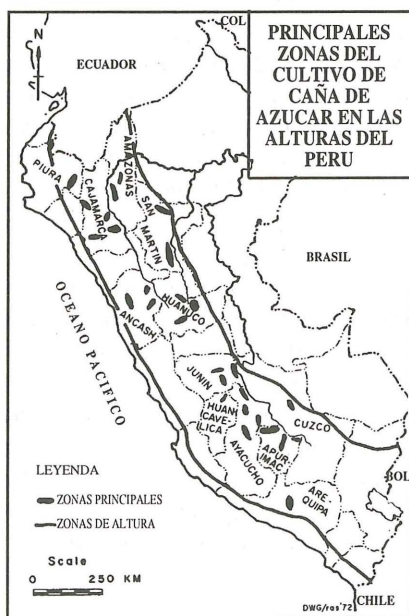 PRINCIPALES
ZONAS DEL
CULTIVO DE
CAÑA DE
AZUCAR EN LAS
ALTURAS DEL
PERU
N
COL
ECUADOR
BRASIL
BOL
CHILE
OCEANO PACIFICO
PIURA
CAJAMARCA
AMAZONAS
SAN
MARTIN
HUANUCO
ANCASH
JUNIN
HUAN-
CAVE-
LICA
AYACUCHO
APUR-
IMAC
CUZCO
ARE-
QUIPA
LEYENDA
ZONAS PRINCIPALES
ZONAS DE ALTURA
Scale
0 250 KM
DWG/ras'72